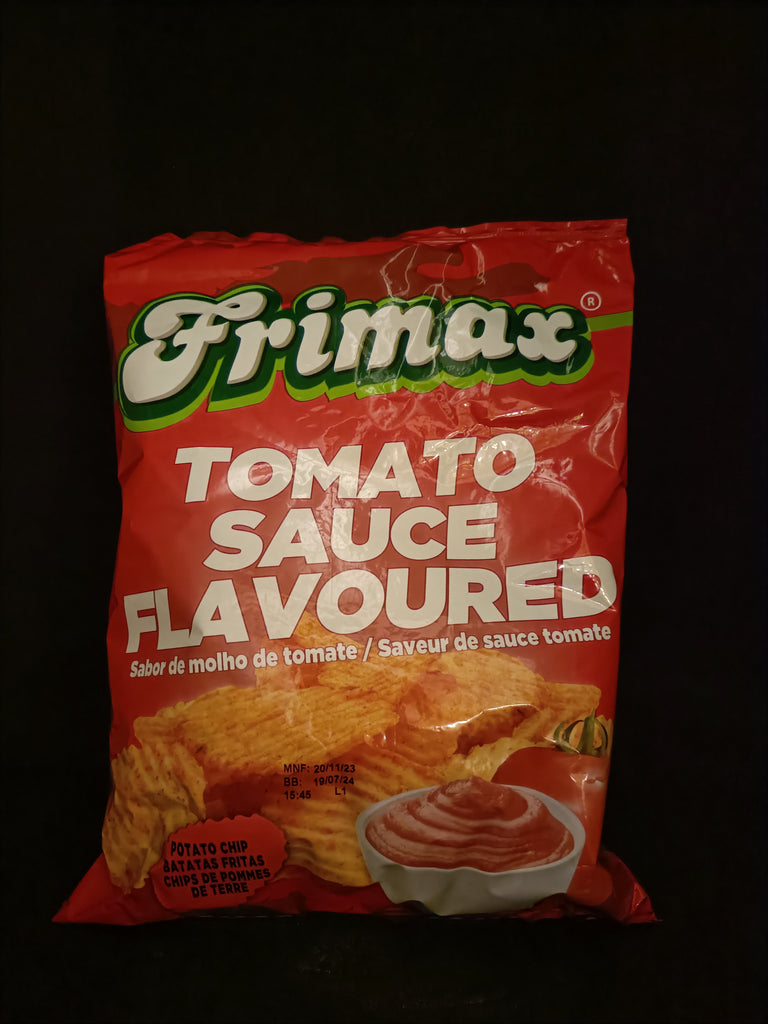 Frimax®
TOMATO
SAUCE
FLAVOURED
Sabor de molho de tomate / Saveur de sauce tomate
MNF: 20/11/23
BB: 19/07/24
15:45 L1
POTATO CHIP
BATATAS FRITAS
CHIPS DE POMMES
DE TERRE